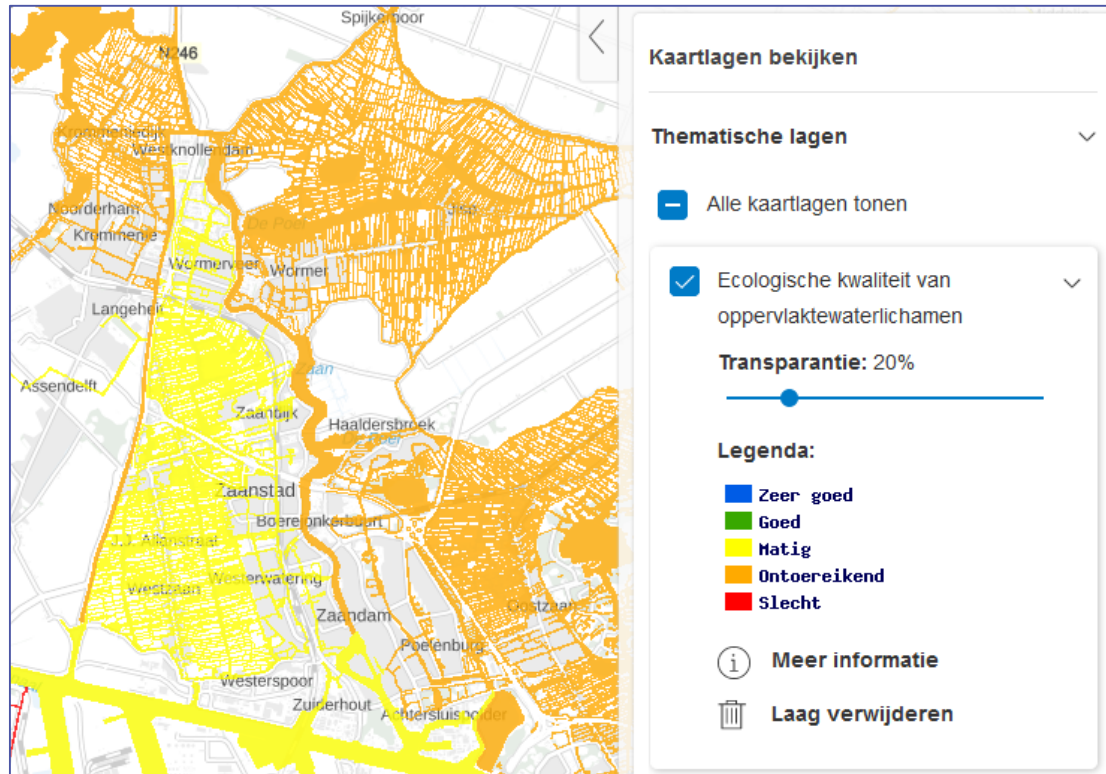 Spijkerboor
N246
Krommeniedijk
Westknollendam
Noorderham
De Poel
Jisp
Krommenie
Wormerveer
Wormer
Langeheit
Zaan
Assendelft
Zaandijk
Haaldersbroek
De Poel
Zaanstad
Boerejonkerbuurt
J.J. Allanstraat
Westzaan
Westerwatering
Oostzaan
Zaandam
Poelenburg
Westerspoor
Zuiderhout
Achtersluispolder
Kaartlagen bekijken
Thematische lagen
Alle kaartlagen tonen
Ecologische kwaliteit van
oppervlaktewaterlichamen
Transparantie: 20%
Legenda:
Zeer goed
Goed
Matig
Ontoereikend
Slecht
Meer informatie
Laag verwijderen